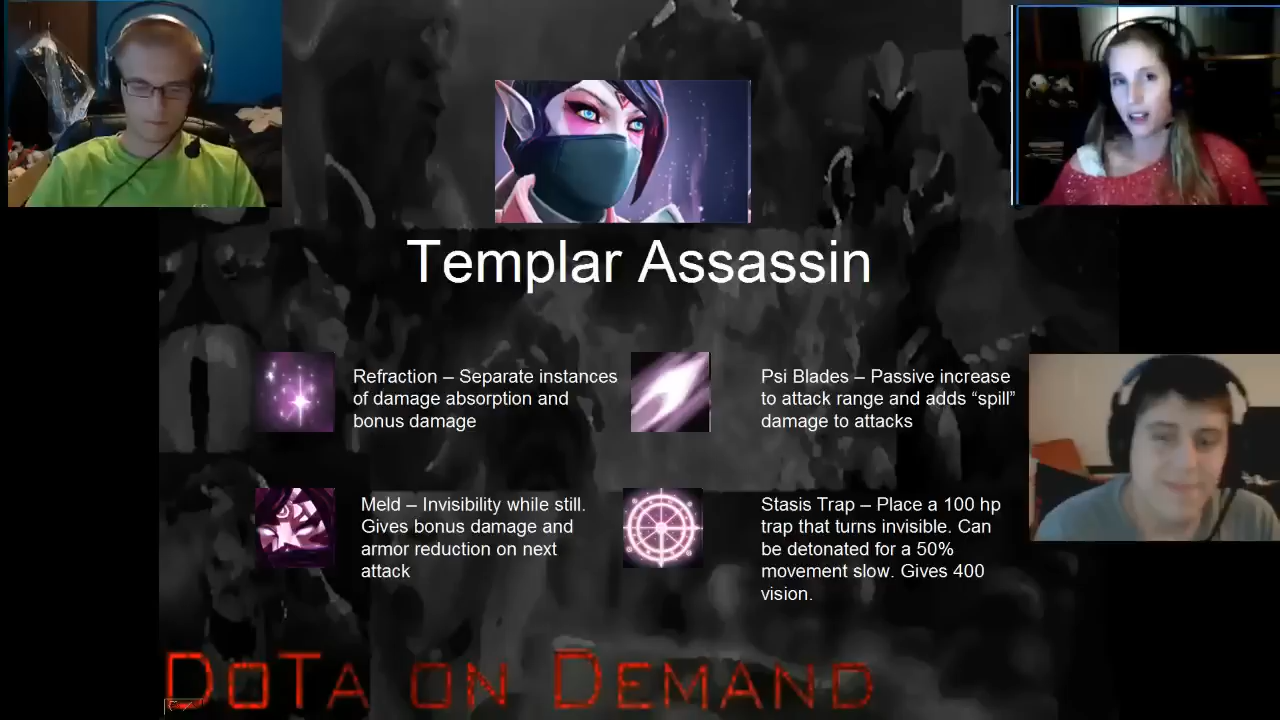 Templar Assassin
Refraction – Separate instances
of damage absorption and
bonus damage
Psi Blades – Passive increase
to attack range and adds “spill”
damage to attacks
Meld – Invisibility while still.
Gives bonus damage and
armor reduction on next
attack
Stasis Trap – Place a 100 hp
trap that turns invisible. Can
be detonated for a 50%
movement slow. Gives 400
vision.
DoTA on Demand